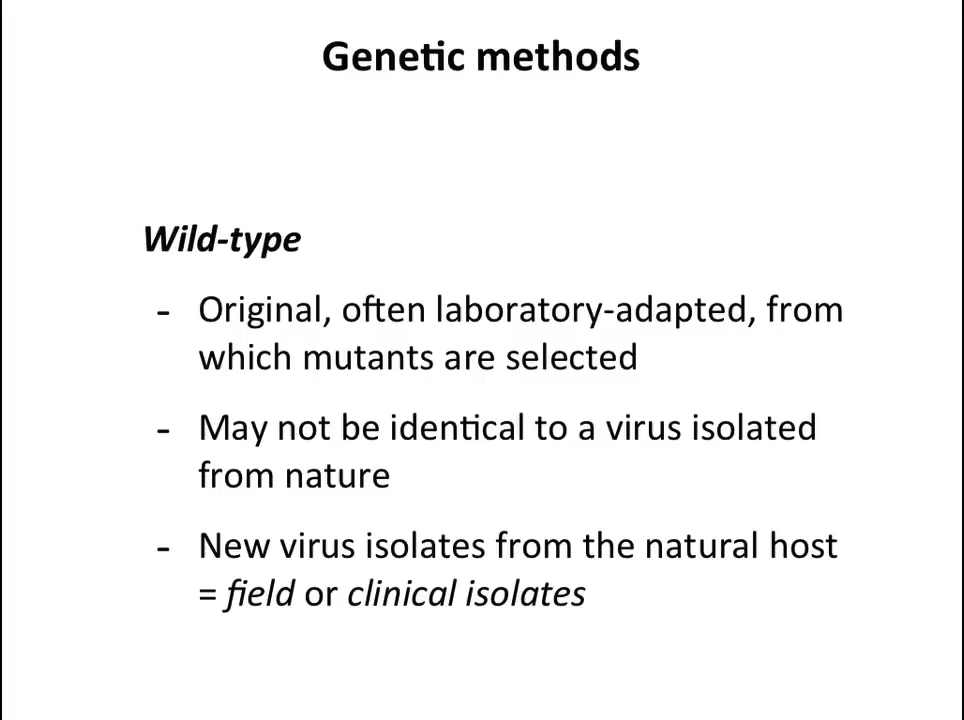 Genetic methods
Wild-type
- Original, often laboratory-adapted, from
which mutants are selected
- May not be identical to a virus isolated
from nature
- New virus isolates from the natural host
= field or clinical isolates